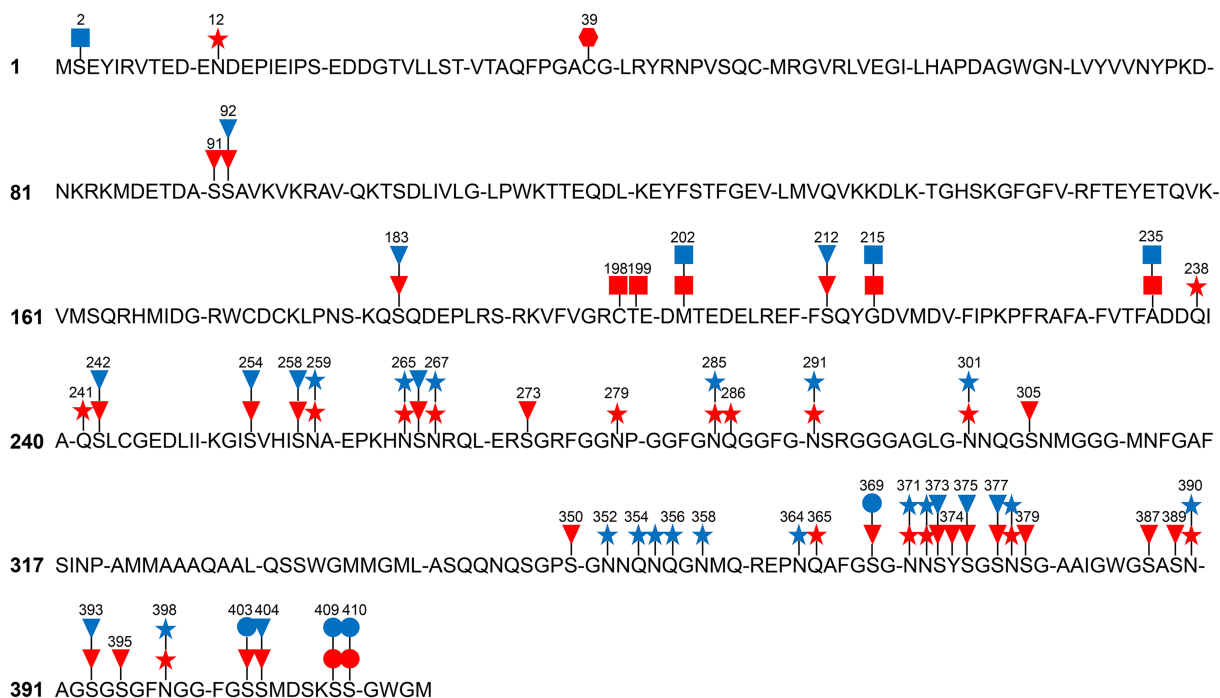 2 12 39
1 MSEYIRVTED-ENDEPIEIPS-EDDGTVLLST-VTAQFPGACG-LRYRNPVSQC-MRGVRLVEGI-LHAPDAGWGN-LVYVVNYPKD-
92
91
81 NKRKMDETDA-SSAVKVKRAV-QKTSDLIVLG-LPWKTTEQDL-KEYFSTFGEV-LMVQVKKDLK-TGHSKGFGFV-RFTEYETQVK-
183 202 212 215 235
198 199 238
161 VMSQRHMIDG-RWCDCKLPNS-KQSQDEPLRS-RKVFVGRCTE-DMTEDELREF-FSQYGDVMDV-FIPKPFRAFA-FVTFADDQI
242 254 258 259 265 267 285 291 301
241 273 279 286 305
240 A-QSLCGEDLII-KGISVHISNA-EPKHNSNRQL-ERSGRFGGNP-GGFGNQGGFG-NSRGGGAGLG-NNQGSNMGGG-MNFGAF
369 371 373 375 377 390
350 352 354 356 358 364 365 374 379 387 389
317 SINP-AMMAAAQAAL-QSSWGMMGML-ASQQNQSGPS-GNNQNQGNMQ-REPNQAFGSG-NNSYSGSNSG-AAIGWGSASN-
393 398 403 404 409 410
395
391 AGSGSGFNGG-FGSSMDSKSS-GWGM